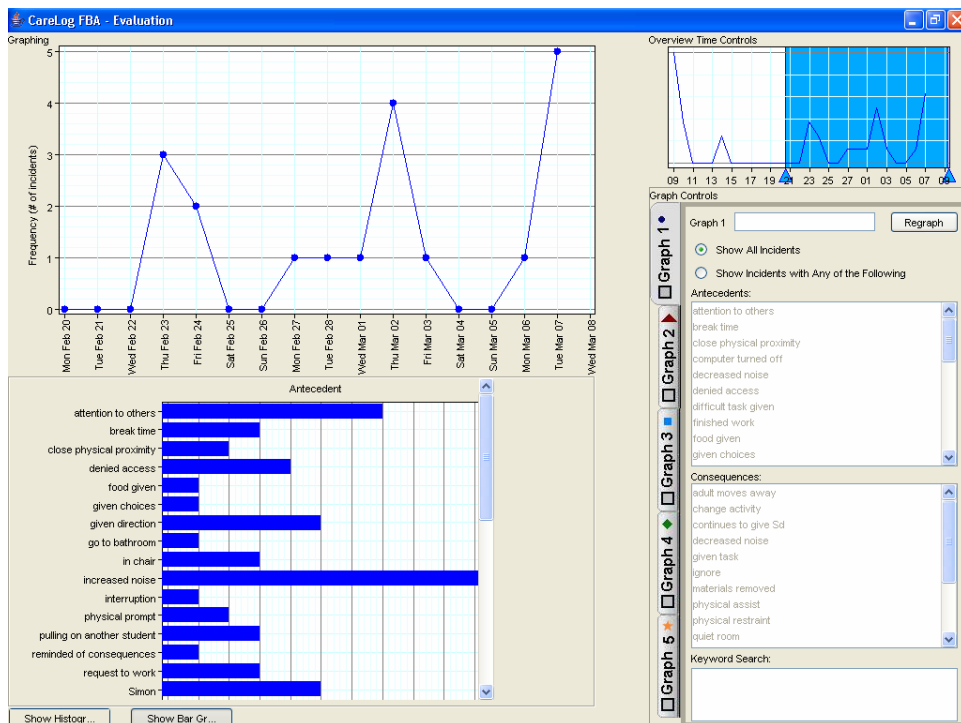 CareLog FBA - Evaluation
Graphing
5
4
3
2
1
0
Frequency (# of incidents)
Mon Feb 20
Tue Feb 21
Wed Feb 22
Thu Feb 23
Fri Feb 24
Sat Feb 25
Sun Feb 26
Mon Feb 27
Tue Feb 28
Wed Mar 01
Thu Mar 02
Fri Mar 03
Sat Mar 04
Sun Mar 05
Mon Mar 06
Tue Mar 07
Wed Mar 08
Antecedent
attention to others
break time
close physical proximity
denied access
food given
given choices
given direction
go to bathroom
in chair
increased noise
interruption
physical prompt
pulling on another student
reminded of consequences
request to work
Simon
Show Histogr...
Show Bar Gr...
Overview Time Controls
09 11 13 15 17 19 21 23 25 27 01 03 05 07 09
Graph Controls
Graph 1
Graph 2
Graph 3
Graph 4
Graph 5
Graph 1
Regraph
Show All Incidents
Show Incidents with Any of the Following
Antecedents:
attention to others
break time
close physical proximity
computer turned off
decreased noise
denied access
difficult task given
finished work
food given
given choices
Consequences:
adult moves away
change activity
continues to give Sd
decreased noise
given task
ignore
materials removed
physical assist
physical restraint
quiet room
Keyword Search: